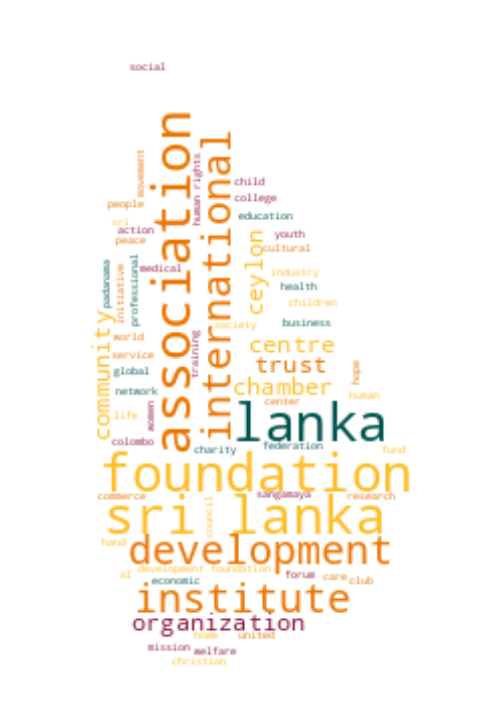 social
association
international
movement
human rights
child
college
people
education
sri
action
youth
peace
cultural
ceylon
padanama
initiative
professional
medical
industry
health
children
community
society
business
world
training
centre
service
trust
global
hope
chamber
network
human
women
center
life
lanka
colombo
charity
federation
fund
foundation
commerce
sangamaya
research
sri lanka
council
hand
development
development foundation
al
economic
forum
care
club
institute
organization
home
united
mission
welfare
christian